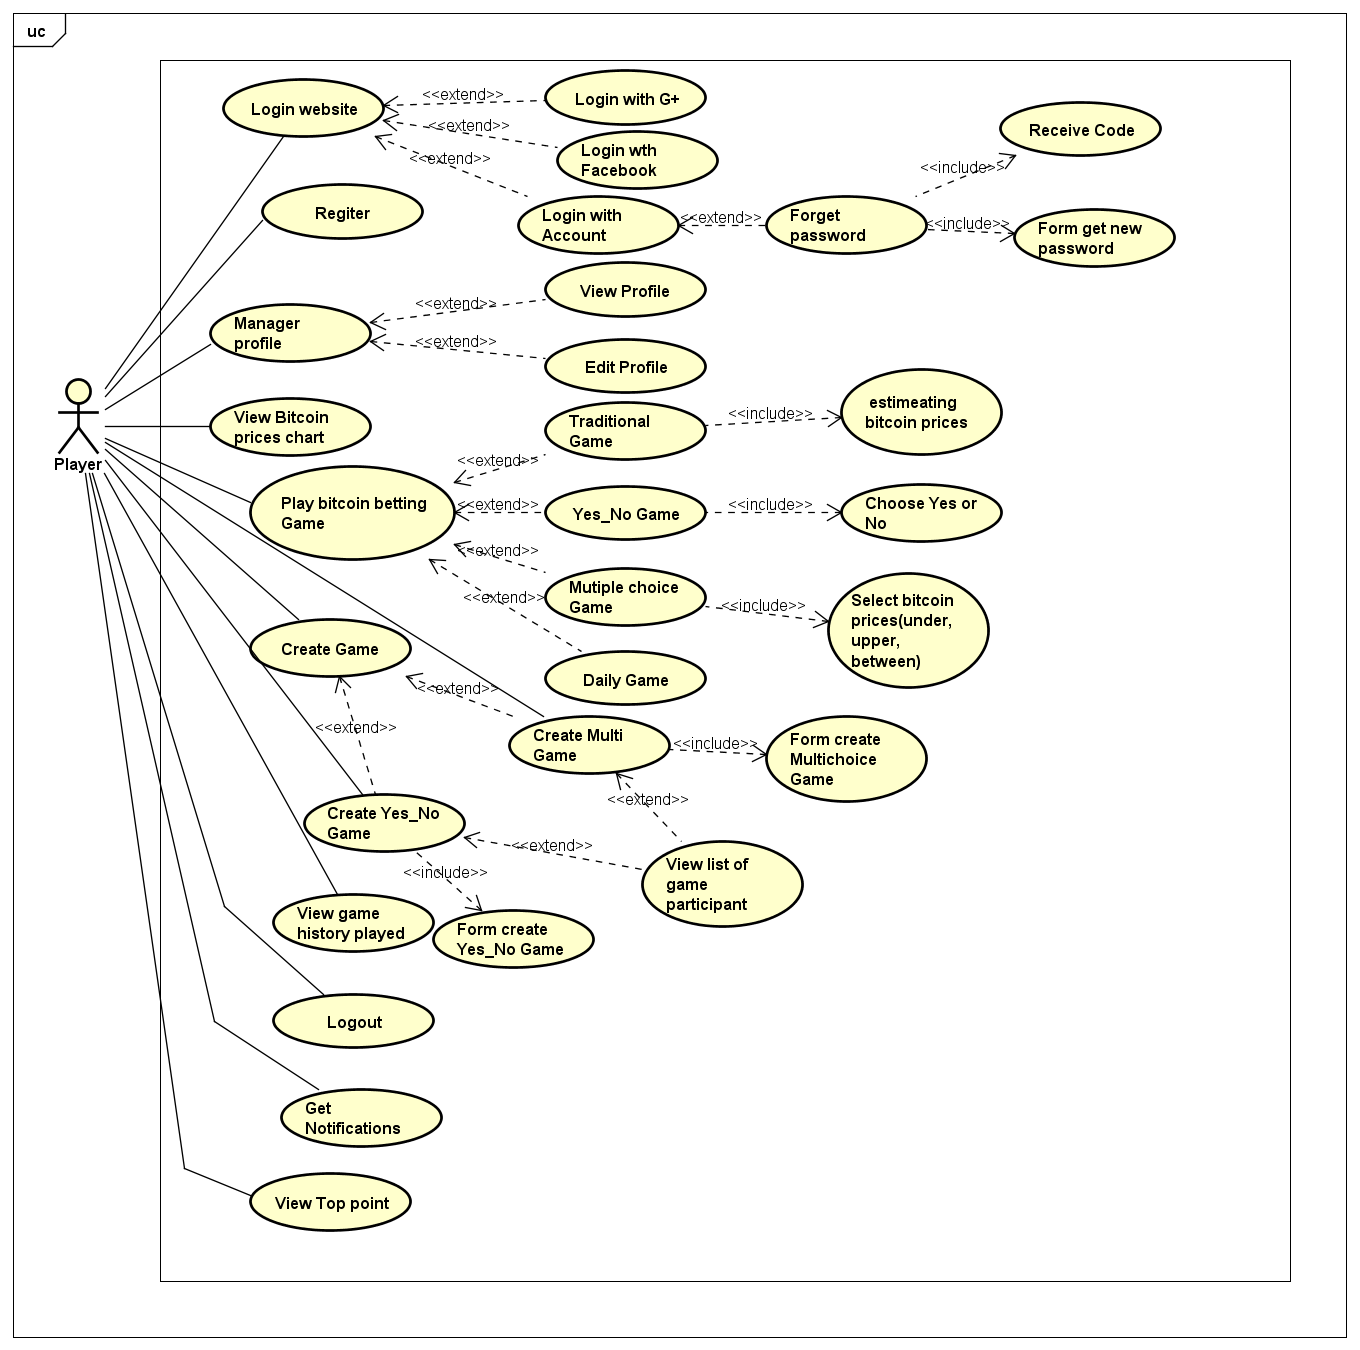 uc
Login website
<<extend>>
Login with G+
<<extend>>
Login wth
Facebook
<<extend>>
Login with
Account
<<extend>>
Forget
password
<<include>>
Receive Code
<<include>>
Form get new
password
Regiter
Manager
profile
<<extend>>
View Profile
<<extend>>
Edit Profile
Player
View Bitcoin
prices chart
Play bitcoin betting
Game
<<extend>>
Traditional
Game
<<include>>
estimeating
bitcoin prices
<<extend>>
Yes_No Game
<<include>>
Choose Yes or
No
<<extend>>
Mutiple choice
Game
<<include>>
Select bitcoin
prices(under,
upper,
between)
<<extend>>
Daily Game
Create Game
<<extend>>
Create Multi
Game
<<include>>
Form create
Multichoice
Game
<<extend>>
Create Yes_No
Game
<<extend>>
<<extend>>
View list of
game
participant
<<include>>
Form create
Yes_No Game
View game
history played
Logout
Get
Notifications
View Top point